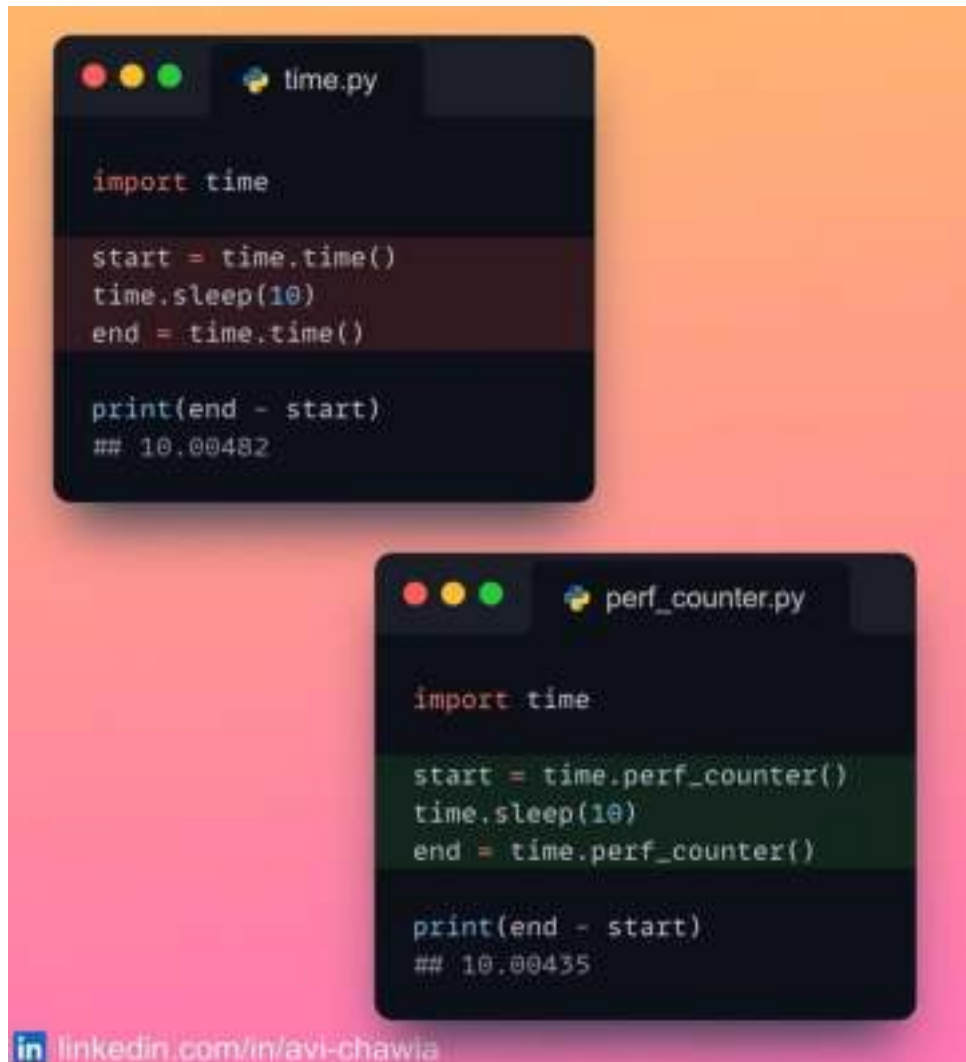 time.py
import time
start = time.time()
time.sleep(10)
end = time.time()
print(end - start)
## 10.00482
perf_counter.py
import time
start = time.perf_counter()
time.sleep(10)
end = time.perf_counter()
print(end - start)
## 10.00435
in linkedin.com/in/avi-chawla